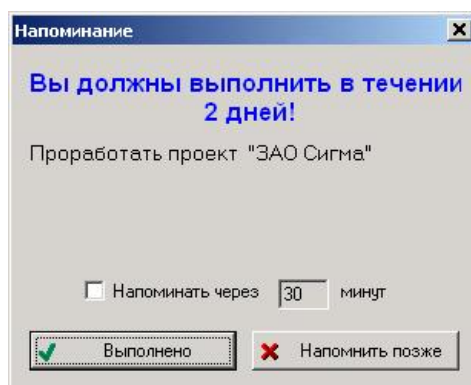 Напоминание
Вы должны выполнить в течении
2 дней!
Проработать проект "ЗАО Сигма"
Напоминать через 30 минут
Выполнено Напомнить позже